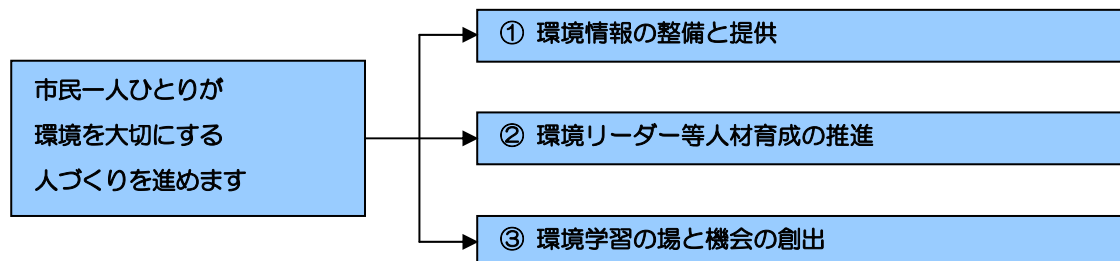 市民一人ひとりが
環境を大切にする
人づくりを進めます
① 環境情報の整備と提供
② 環境リーダー等人材育成の推進
③ 環境学習の場と機会の創出